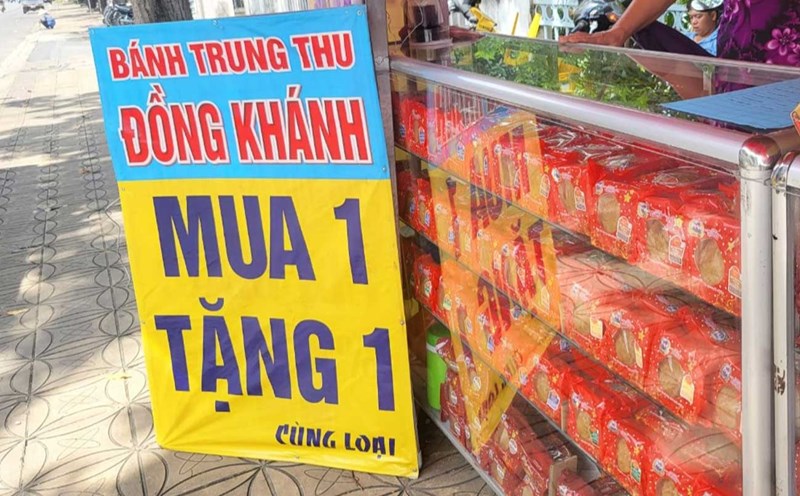 BÁNH TRUNG THU
ĐỒNG KHÁNH
MUA 1
TẶNG 1
CÙNG LOẠI